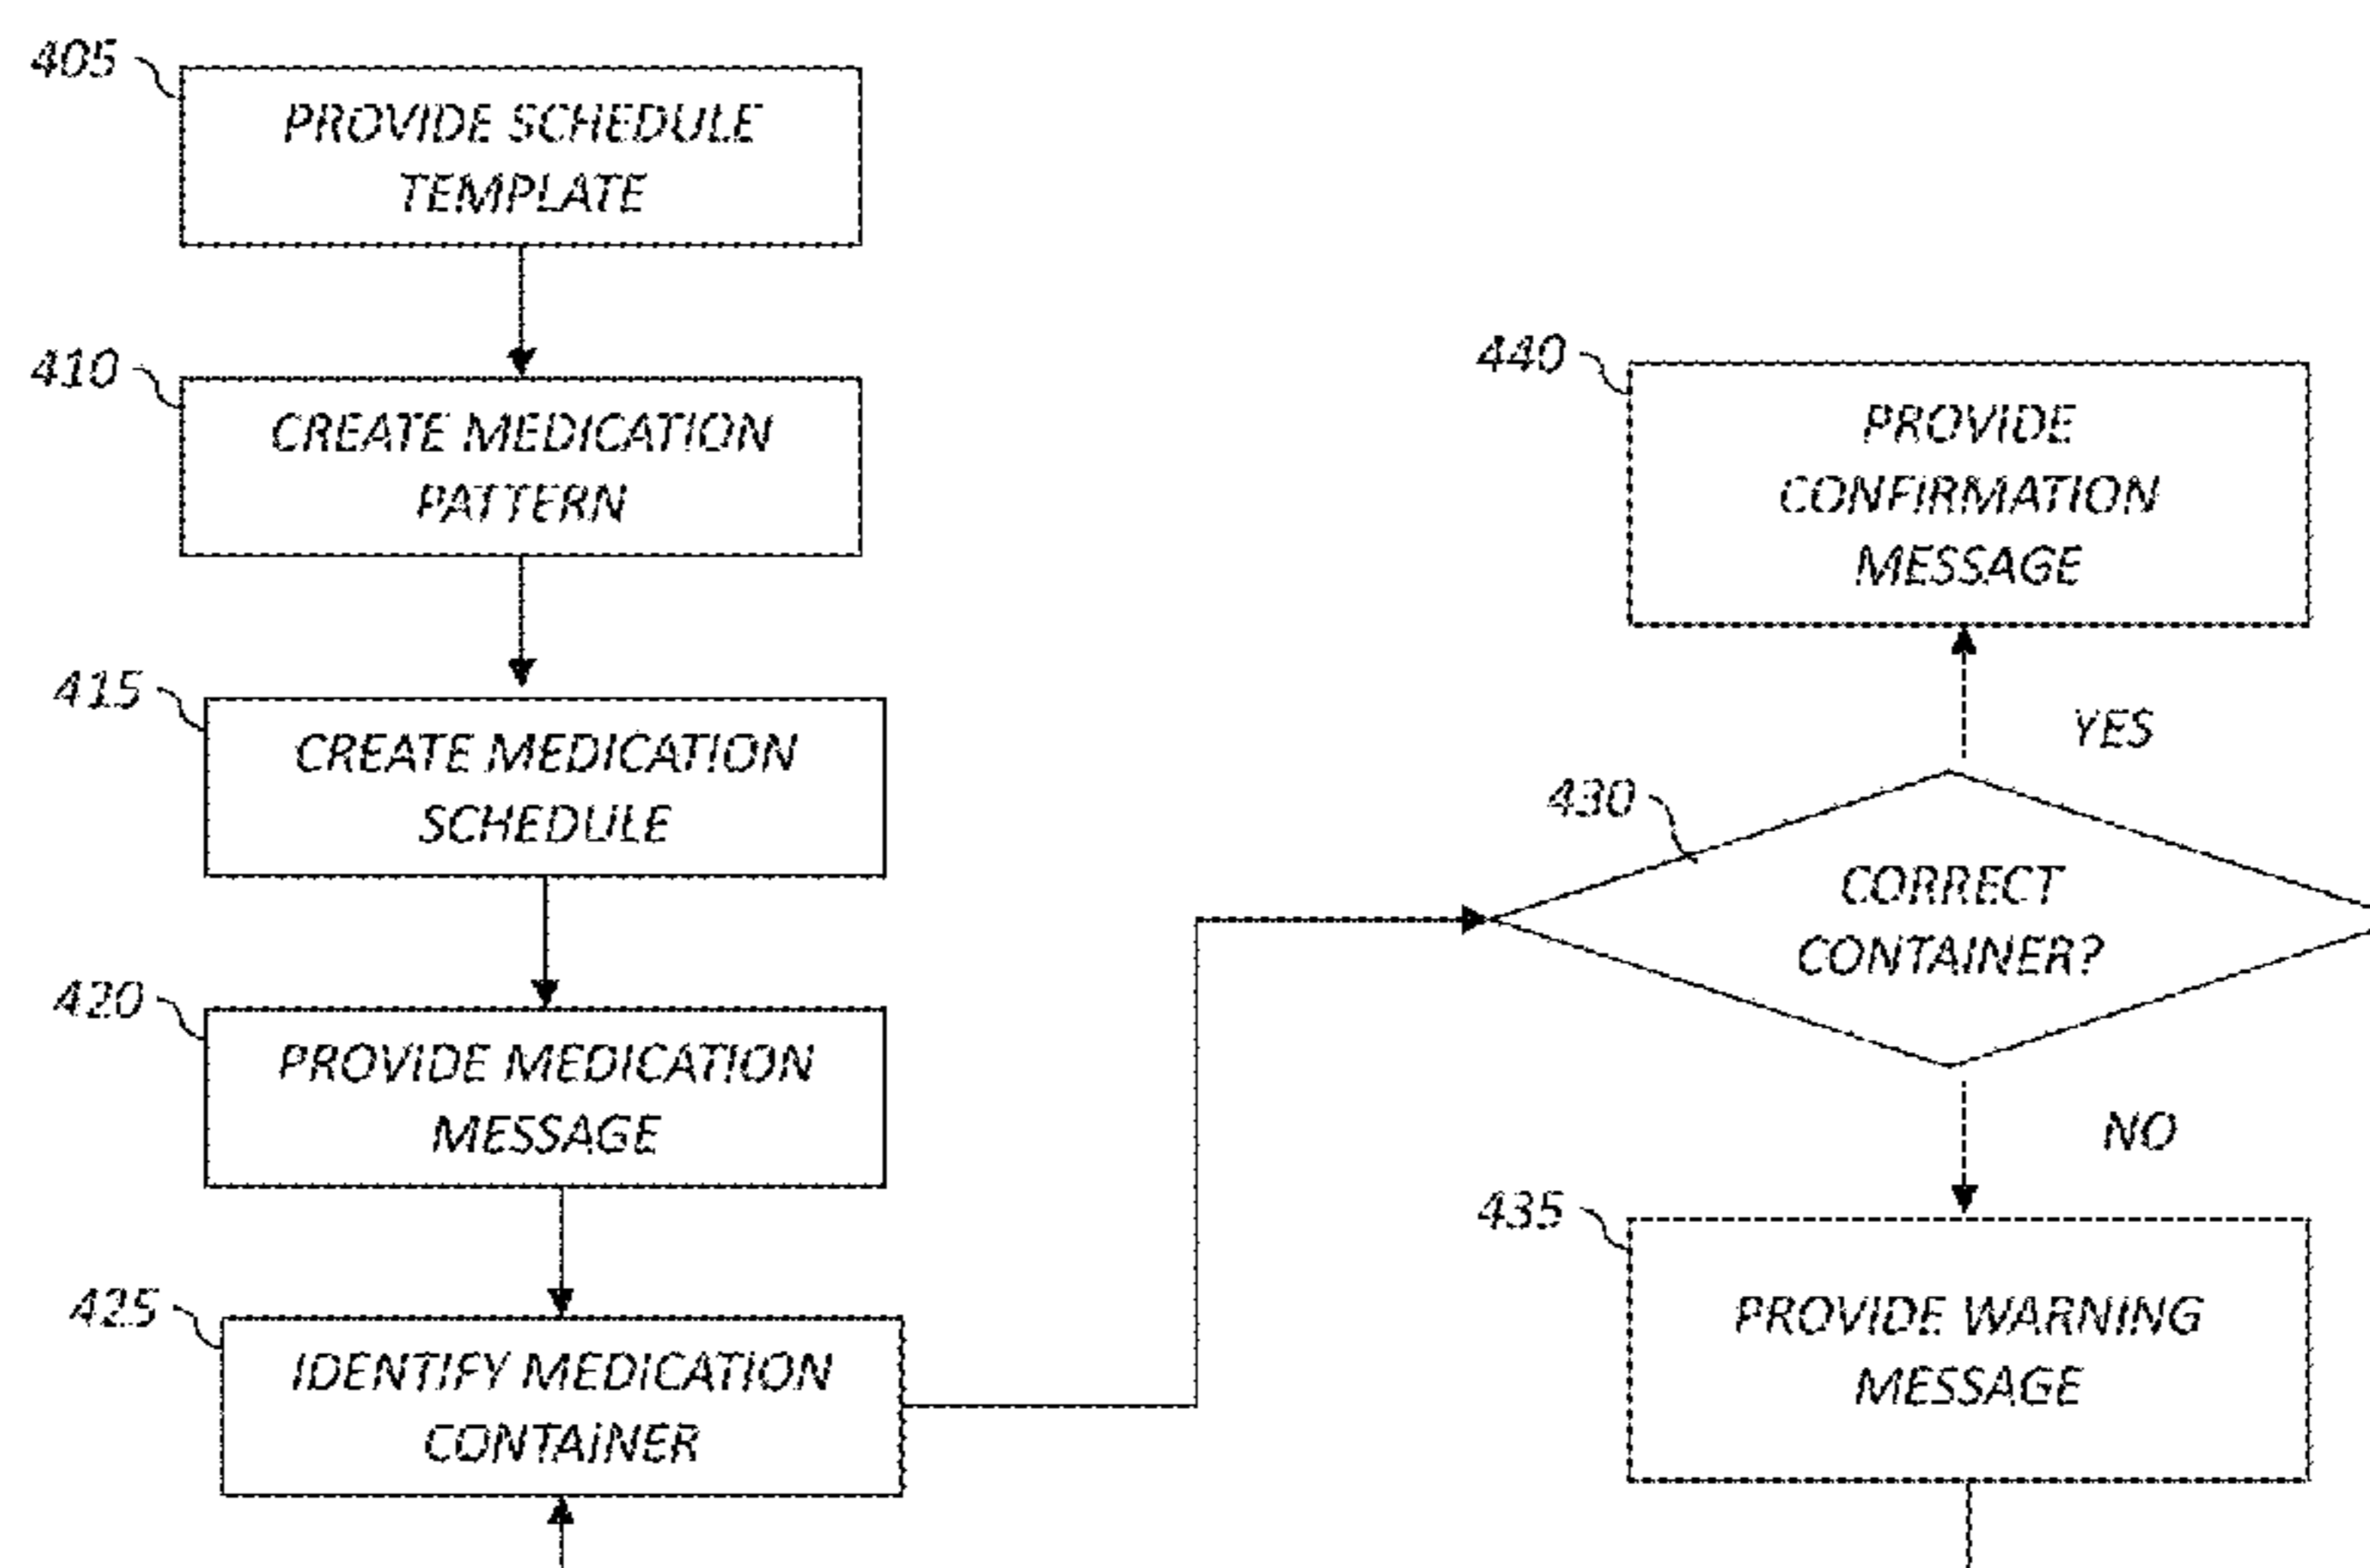 405
PROVIDE SCHEDULE
TEMPLATE
410
CREATE MEDICATION
PATTERN
415
CREATE MEDICATION
SCHEDULE
420
PROVIDE MEDICATION
MESSAGE
425
IDENTIFY MEDICATION
CONTAINER
440
PROVIDE
CONFIRMATION
MESSAGE
YES
430
CORRECT
CONTAINER?
NO
435
PROVIDE WARNING
MESSAGE